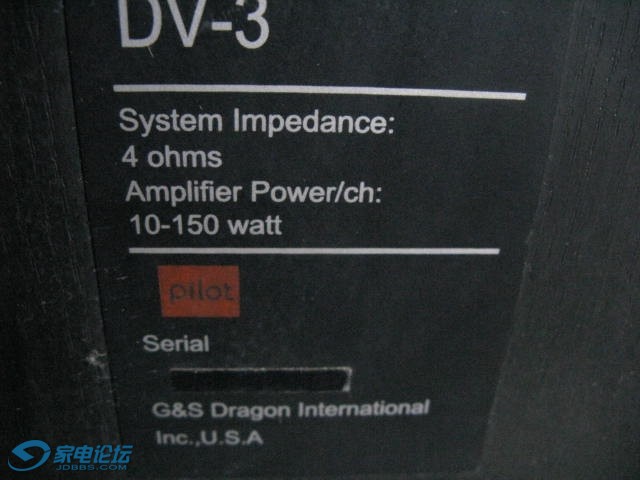 DV-3
System Impedance:
4 ohms
Amplifier Power/ch:
10-150 watt
pilot
Serial
G&S Dragon International
Inc.,U.S.A
家电论坛
JDBBS.COM